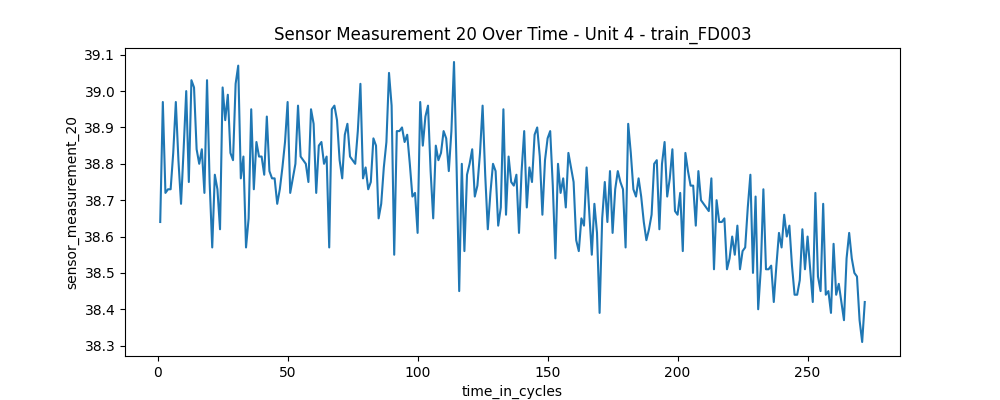 Sensor Measurement 20 Over Time - Unit 4 - train_FD003
39.1
39.0
38.9
38.8
38.7
38.6
38.5
38.4
38.3
sensor_measurement_20
0 50 100 150 200 250
time_in_cycles